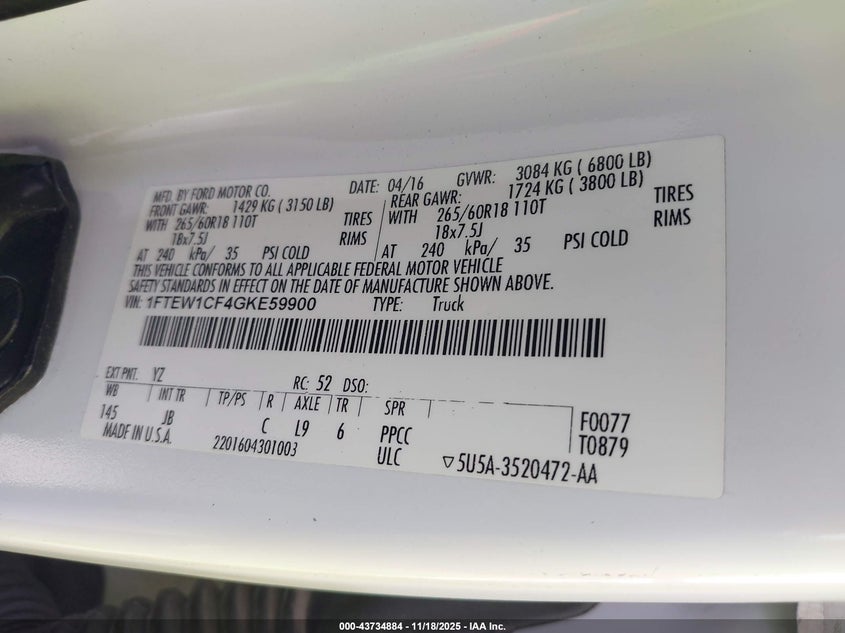 MFD BY FORD MOTOR CO. DATE: 04/16 GVWR: 3084 KG ( 6800 LB)
FRONT GAWR: 1429 KG ( 3150 LB) REAR GAWR: 1724 KG ( 3800 LB)
WITH 265/60R18 110T TIRES WITH 265/60R18 110T TIRES
18x7.5J RIMS 18x7.5J RIMS
AT 240 kPa/ 35 PSI COLD AT 240 kPa/ 35 PSI COLD
THIS VEHICLE CONFORMS TO ALL APPLICABLE FEDERAL MOTOR VEHICLE
SAFETY STANDARDS IN EFFECT ON THE DATE OF MANUFACTURE SHOWN ABOVE.
VIN: 1FTEW1CF4GKE59900 TYPE: Truck
EXT PNT. YZ RC: 52 DSO:
WB INT TR TP/PS R AXLE TR SPR
145 JB C L9 6 PPCC F0077
MADE IN U.S.A. 2201604301003 ULC T0879
▽5U5A-3520472-AA
000-43734884 - 11/18/2025 - IAA Inc.